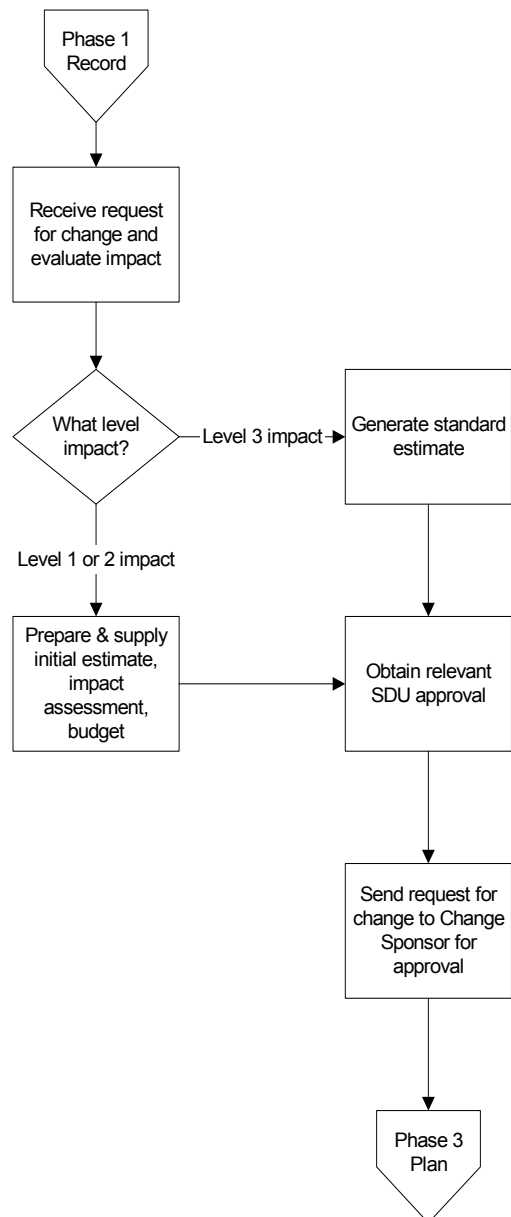 Phase 1
Record
Receive request
for change and
evaluate impact
What level
impact?
Level 3 impact
Generate standard
estimate
Level 1 or 2 impact
Prepare & supply
initial estimate,
impact
assessment,
budget
Obtain relevant
SDU approval
Send request for
change to Change
Sponsor for
approval
Phase 3
Plan